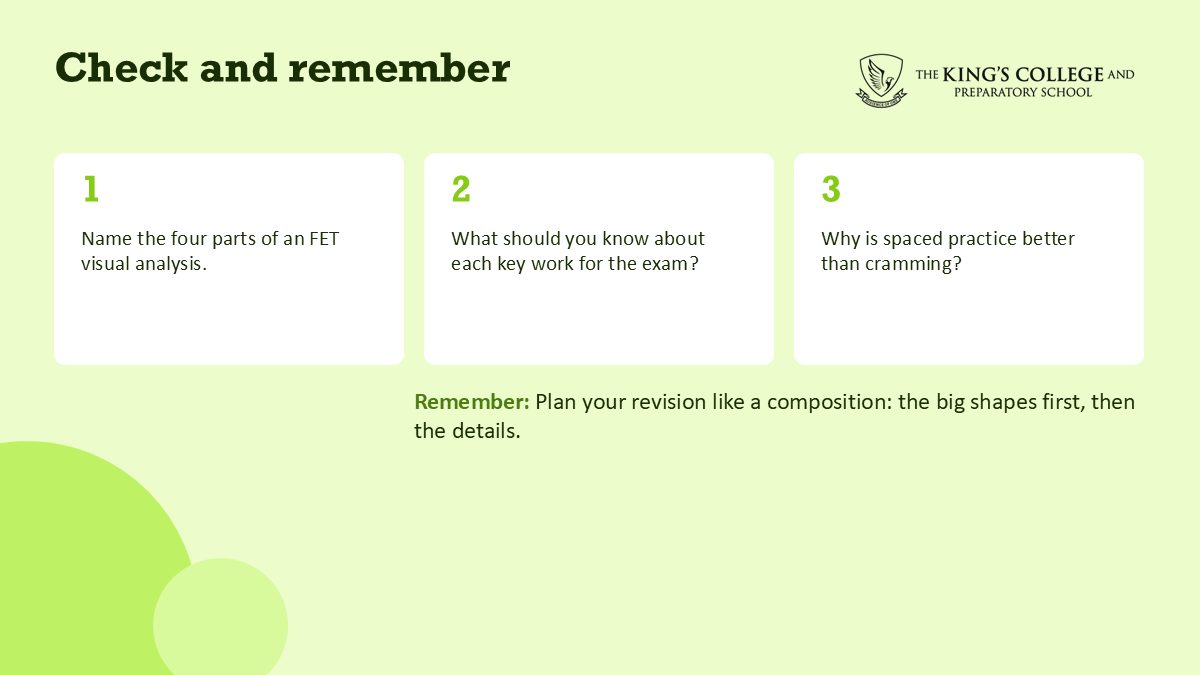 Check and remember
THE KING'S COLLEGE AND
PREPARATORY SCHOOL
1
Name the four parts of an FET
visual analysis.
2
What should you know about
each key work for the exam?
3
Why is spaced practice better
than cramming?
Remember: Plan your revision like a composition: the big shapes first, then
the details.